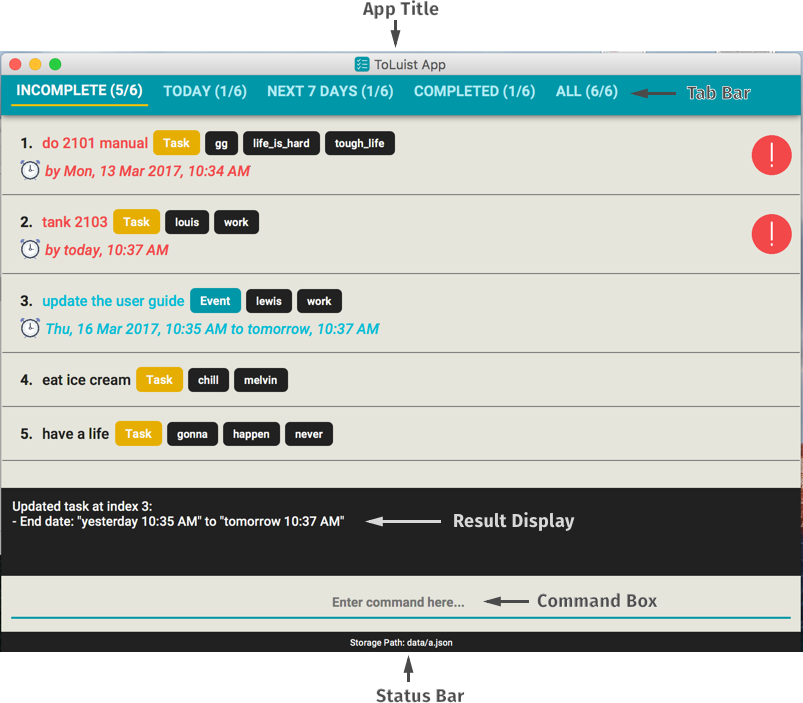 App Title
ToLuist App
INCOMPLETE (5/6) TODAY (1/6) NEXT 7 DAYS (1/6) COMPLETED (1/6) ALL (6/6) Tab Bar
1. do 2101 manual Task gg life_is_hard tough_life
by Mon, 13 Mar 2017, 10:34 AM
2. tank 2103 Task louis work
by today, 10:37 AM
3. update the user guide Event lewis work
Thu, 16 Mar 2017, 10:35 AM to tomorrow, 10:37 AM
4. eat ice cream Task chill melvin
5. have a life Task gonna happen never
Updated task at index 3:
- End date: "yesterday 10:35 AM" to "tomorrow 10:37 AM" Result Display
Enter command here... Command Box
Storage Path: data/a.json
Status Bar